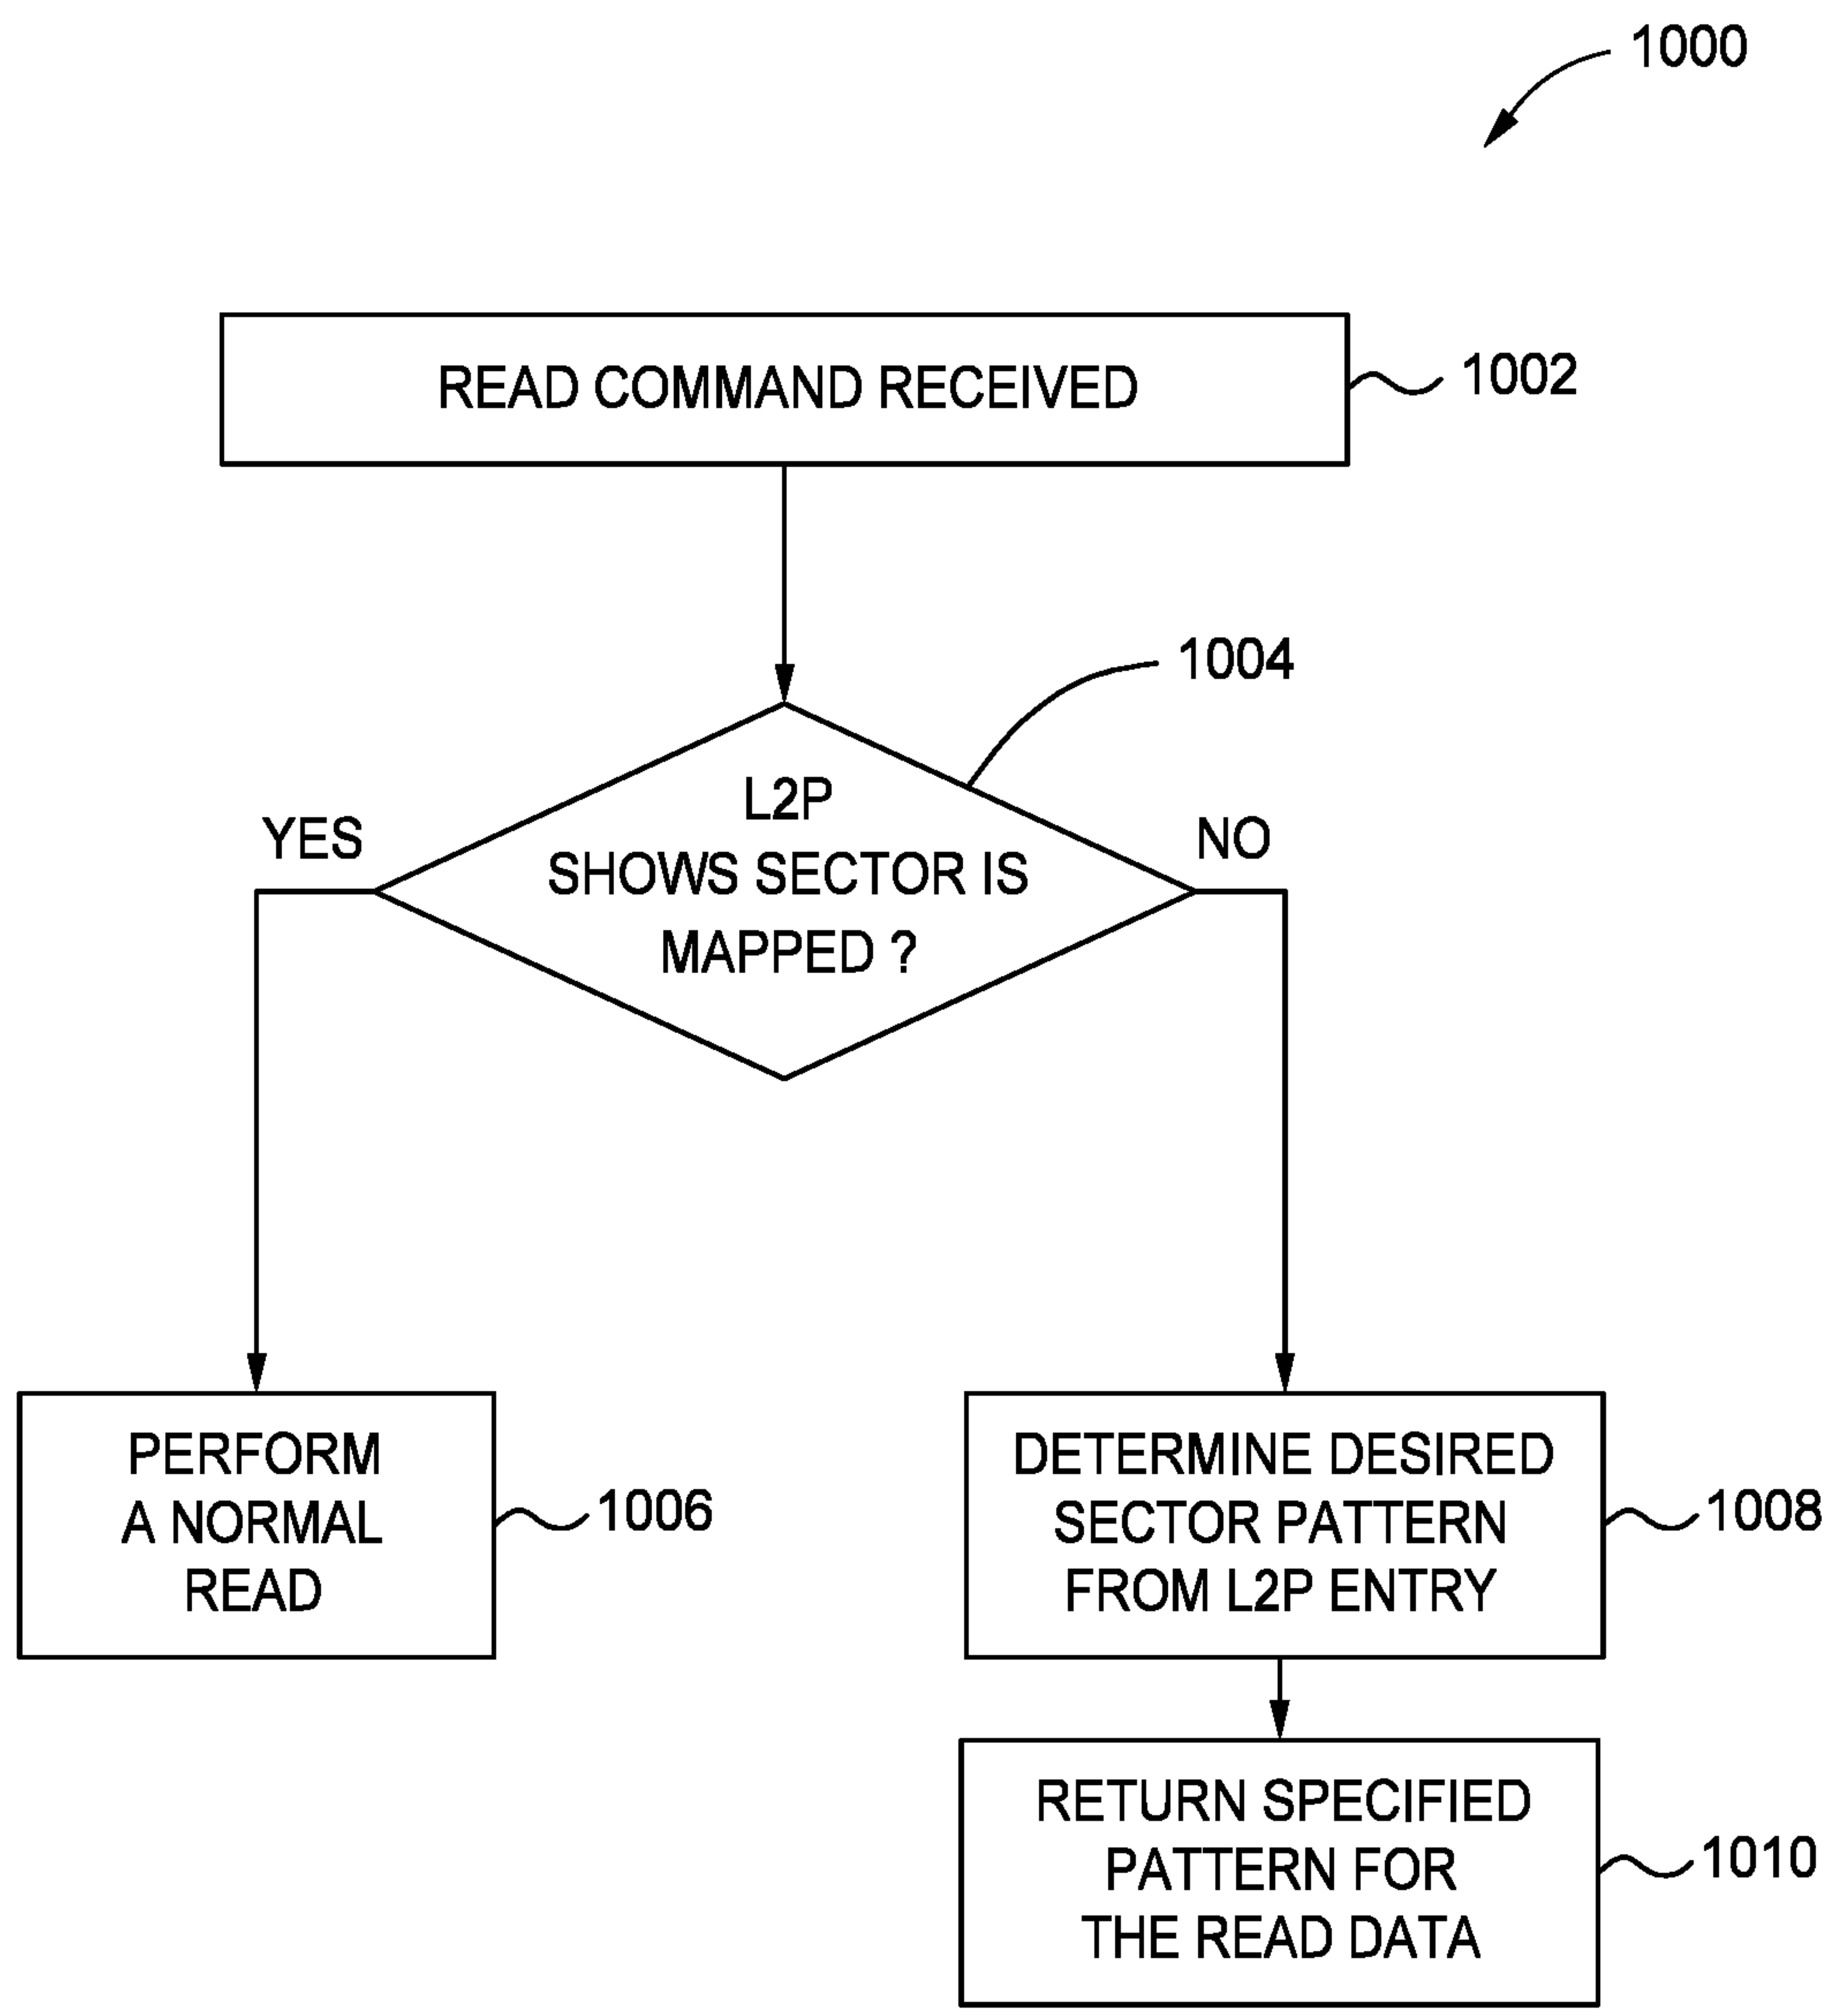 1000
READ COMMAND RECEIVED
1002
1004
L2P
SHOWS SECTOR IS
MAPPED ?
YES
NO
PERFORM
A NORMAL
READ
1006
DETERMINE DESIRED
SECTOR PATTERN
FROM L2P ENTRY
1008
RETURN SPECIFIED
PATTERN FOR
THE READ DATA
1010